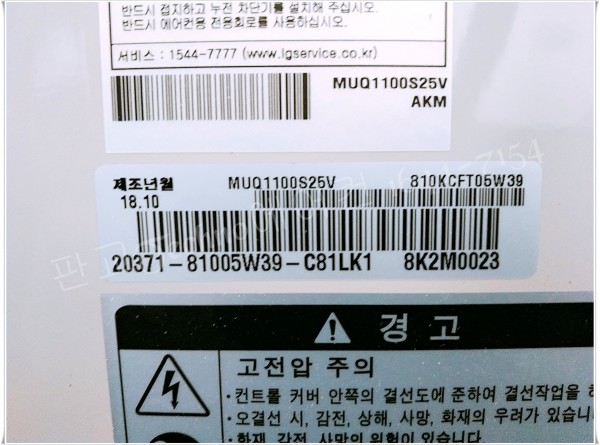 반드시 접지하고 누전 차단기를 설치해 주십시오.
반드시 에어컨용 전용회로를 사용하십시오.
서비스 : 1544-7777 (www.lgservice.co.kr)
MUQ1100S25V
AKM
제조년월 MUQ1100S25V 810KCFT05W39
18.10
20371-81005W39-C81LK1 8K2M0023
경고
고전압 주의
·컨트롤 커버 안쪽의 결선도에 준하여 결선작업을
·오결선 시, 감전, 상해, 사망, 화재의 우려가 있습니
·화재, 감전, 사망의 위험이 있습니다.